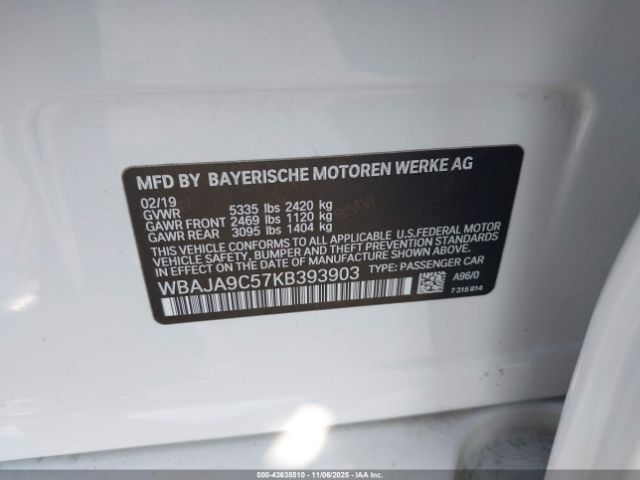 MFD BY BAYERISCHE MOTOREN WERKE AG
02/19
GVWR 5335 lbs 2420 kg
GAWR FRONT 2469 lbs 1120 kg
GAWR REAR 3095 lbs 1404 kg
THIS VEHICLE CONFORMS TO ALL APPLICABLE U.S.FEDERAL MOTOR
VEHICLE SAFETY, BUMPER AND THEFT PREVENTION STANDARDS
IN EFFECT ON THE DATE OF MANUFACTURE SHOWN ABOVE.
WBAJA9C57KB393903 TYPE: PASSENGER CAR
A96/0
7 315 814
BMW
000-43638510 - 11/06/2025 - IAA, Inc.